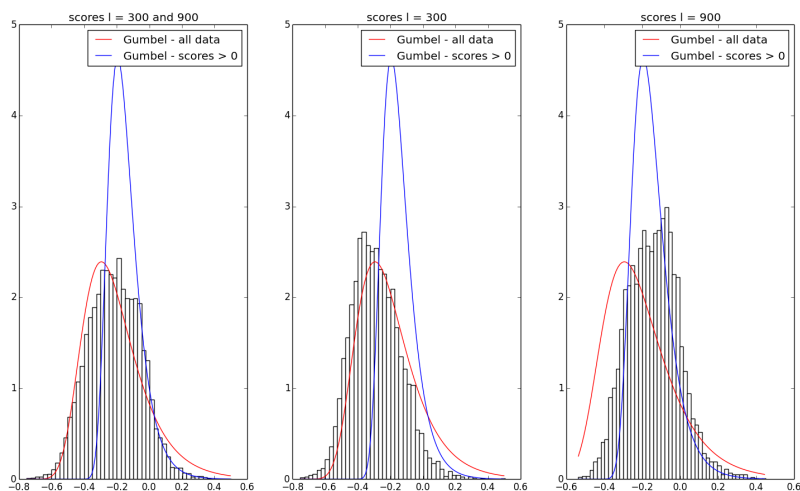 scores l = 300 and 900
Gumbel - all data
Gumbel - scores > 0
5
4
3
2
1
0
−0.8 −0.6 −0.4 −0.2 0.0 0.2 0.4 0.6
scores l = 300
Gumbel - all data
Gumbel - scores > 0
5
4
3
2
1
0
−0.8 −0.6 −0.4 −0.2 0.0 0.2 0.4 0.6
scores l = 900
Gumbel - all data
Gumbel - scores > 0
5
4
3
2
1
0
−0.6 −0.4 −0.2 0.0 0.2 0.4 0.6